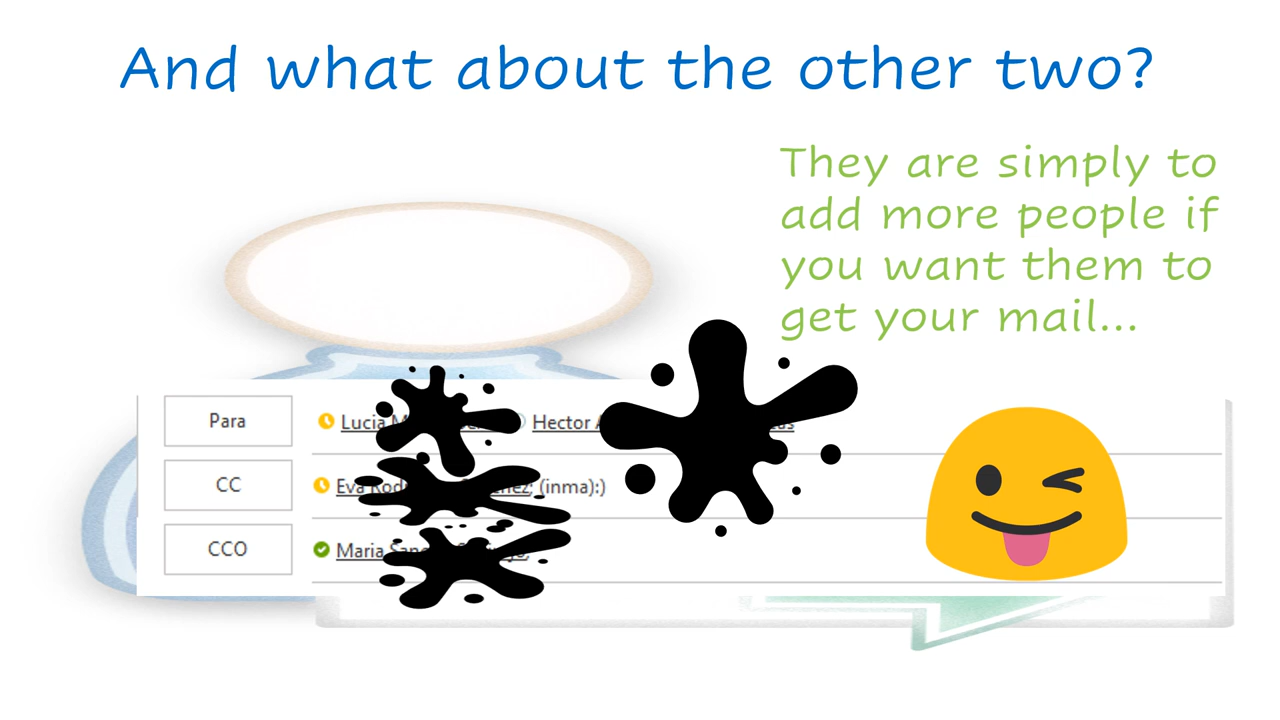 And what about the other two?
They are simply to
add more people if
you want them to
get your mail...
Para Lucia Hector
CC Eva (inma):)
CCO Maria